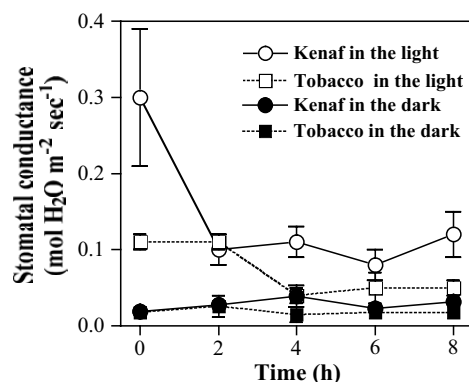 0.4
0.3
0.2
0.1
0.0
Stomatal conductance
(mol H₂O m⁻² sec⁻¹)
Kenaf in the light
Tobacco in the light
Kenaf in the dark
Tobacco in the dark
0 2 4 6 8
Time (h)